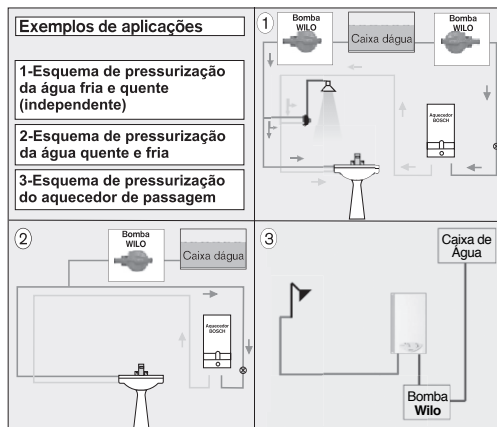 Exemplos de aplicações
1-Esquema de pressurização
da água fria e quente
(independente)
2-Esquema de pressurização
da água quente e fria
3-Esquema de pressurização
do aquecedor de passagem
1
Bomba
WILO
Caixa dágua
Bomba
WILO
Aquecedor
BOSCH
2
Bomba
WILO
Caixa dágua
Aquecedor
BOSCH
3
Caixa de
Água
Bomba
Wilo